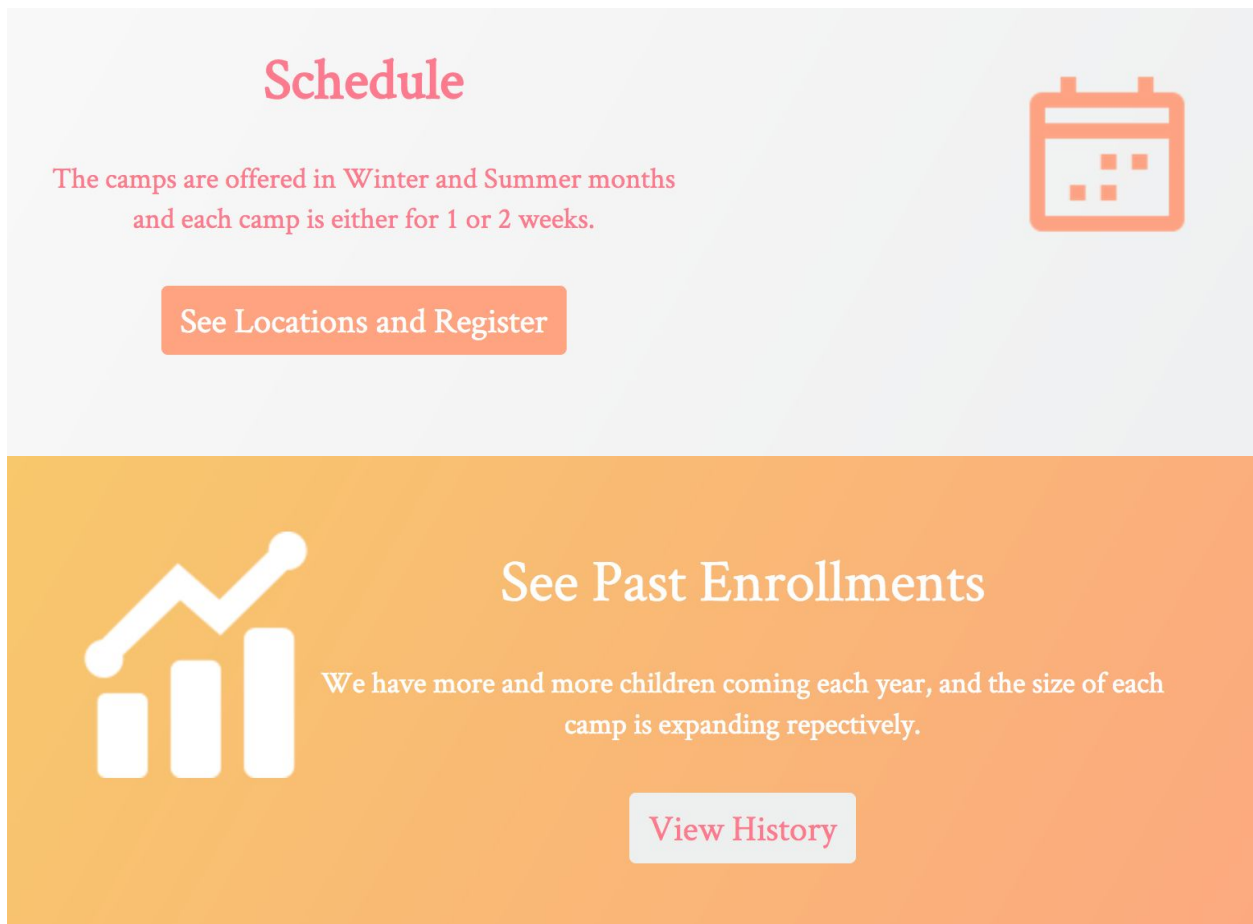 Schedule
The camps are offered in Winter and Summer months
and each camp is either for 1 or 2 weeks.
See Locations and Register
See Past Enrollments
We have more and more children coming each year, and the size of each
camp is expanding repectively.
View History